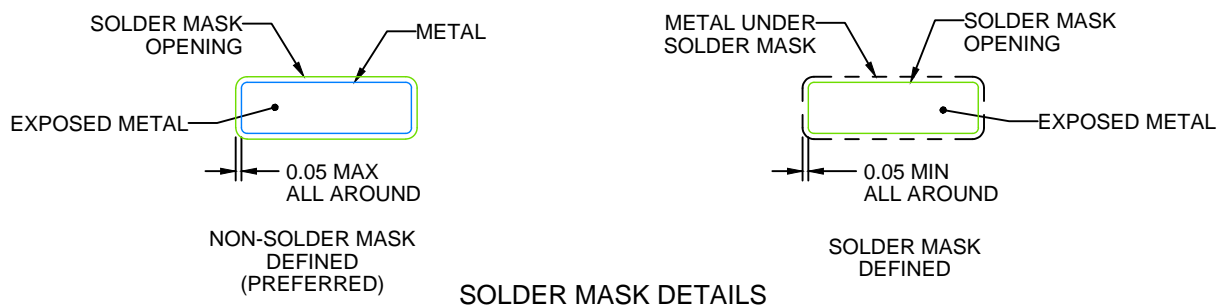 SOLDER MASK
OPENING
METAL
EXPOSED METAL
0.05 MAX
ALL AROUND
NON-SOLDER MASK
DEFINED
(PREFERRED)
METAL UNDER
SOLDER MASK
SOLDER MASK
OPENING
EXPOSED METAL
0.05 MIN
ALL AROUND
SOLDER MASK
DEFINED
SOLDER MASK DETAILS